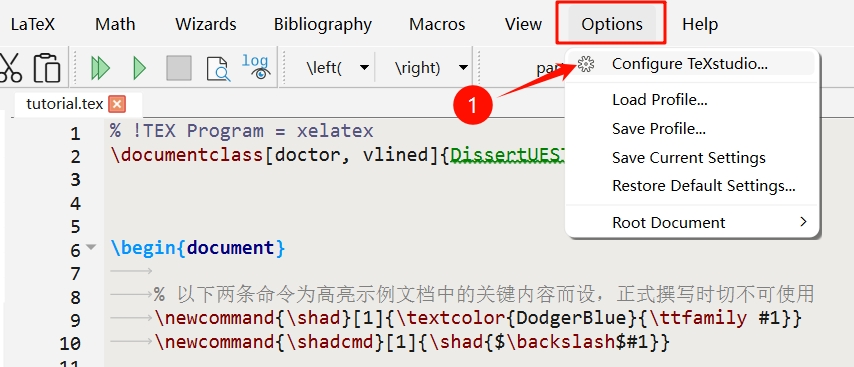 LaTeX Math Wizards Bibliography Macros View Options Help
log \left( \right)
Configure TeXstudio...
1
Load Profile...
Save Profile...
Save Current Settings
Restore Default Settings...
Root Document
tutorial.tex
1 % !TEX Program = xelatex
2 \documentclass[doctor, vlined]{DissertUEST
3
4
5
6 \begin{document}
7
8 % 以下两条命令为高亮示例文档中的关键内容而设，正式撰写时切不可使用
9 \newcommand{\shad}[1]{\textcolor{DodgerBlue}{\ttfamily #1}}
10 \newcommand{\shadcmd}[1]{\shad{$\backslash$#1}}
11